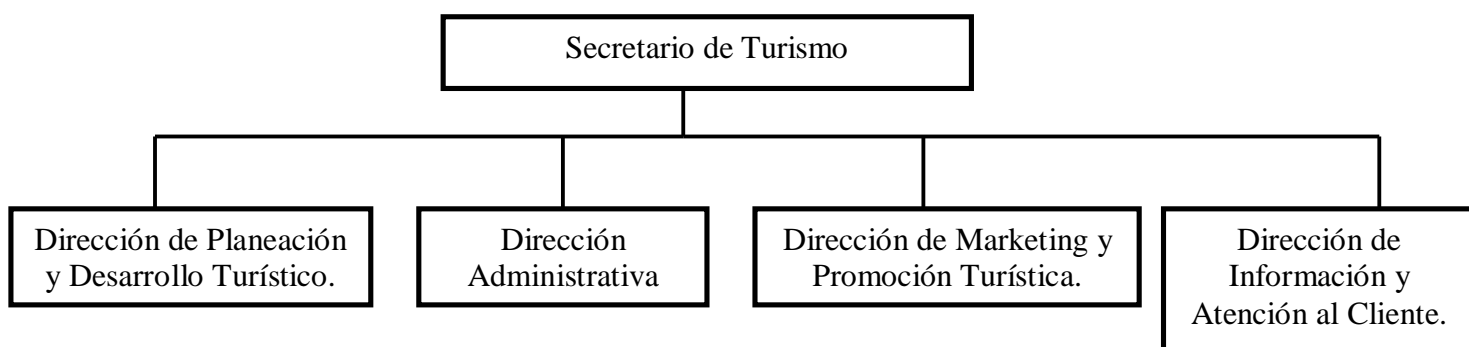 Secretario de Turismo
Dirección de Planeación
y Desarrollo Turístico.
Dirección
Administrativa
Dirección de Marketing y
Promoción Turística.
Dirección de
Información y
Atención al Cliente.